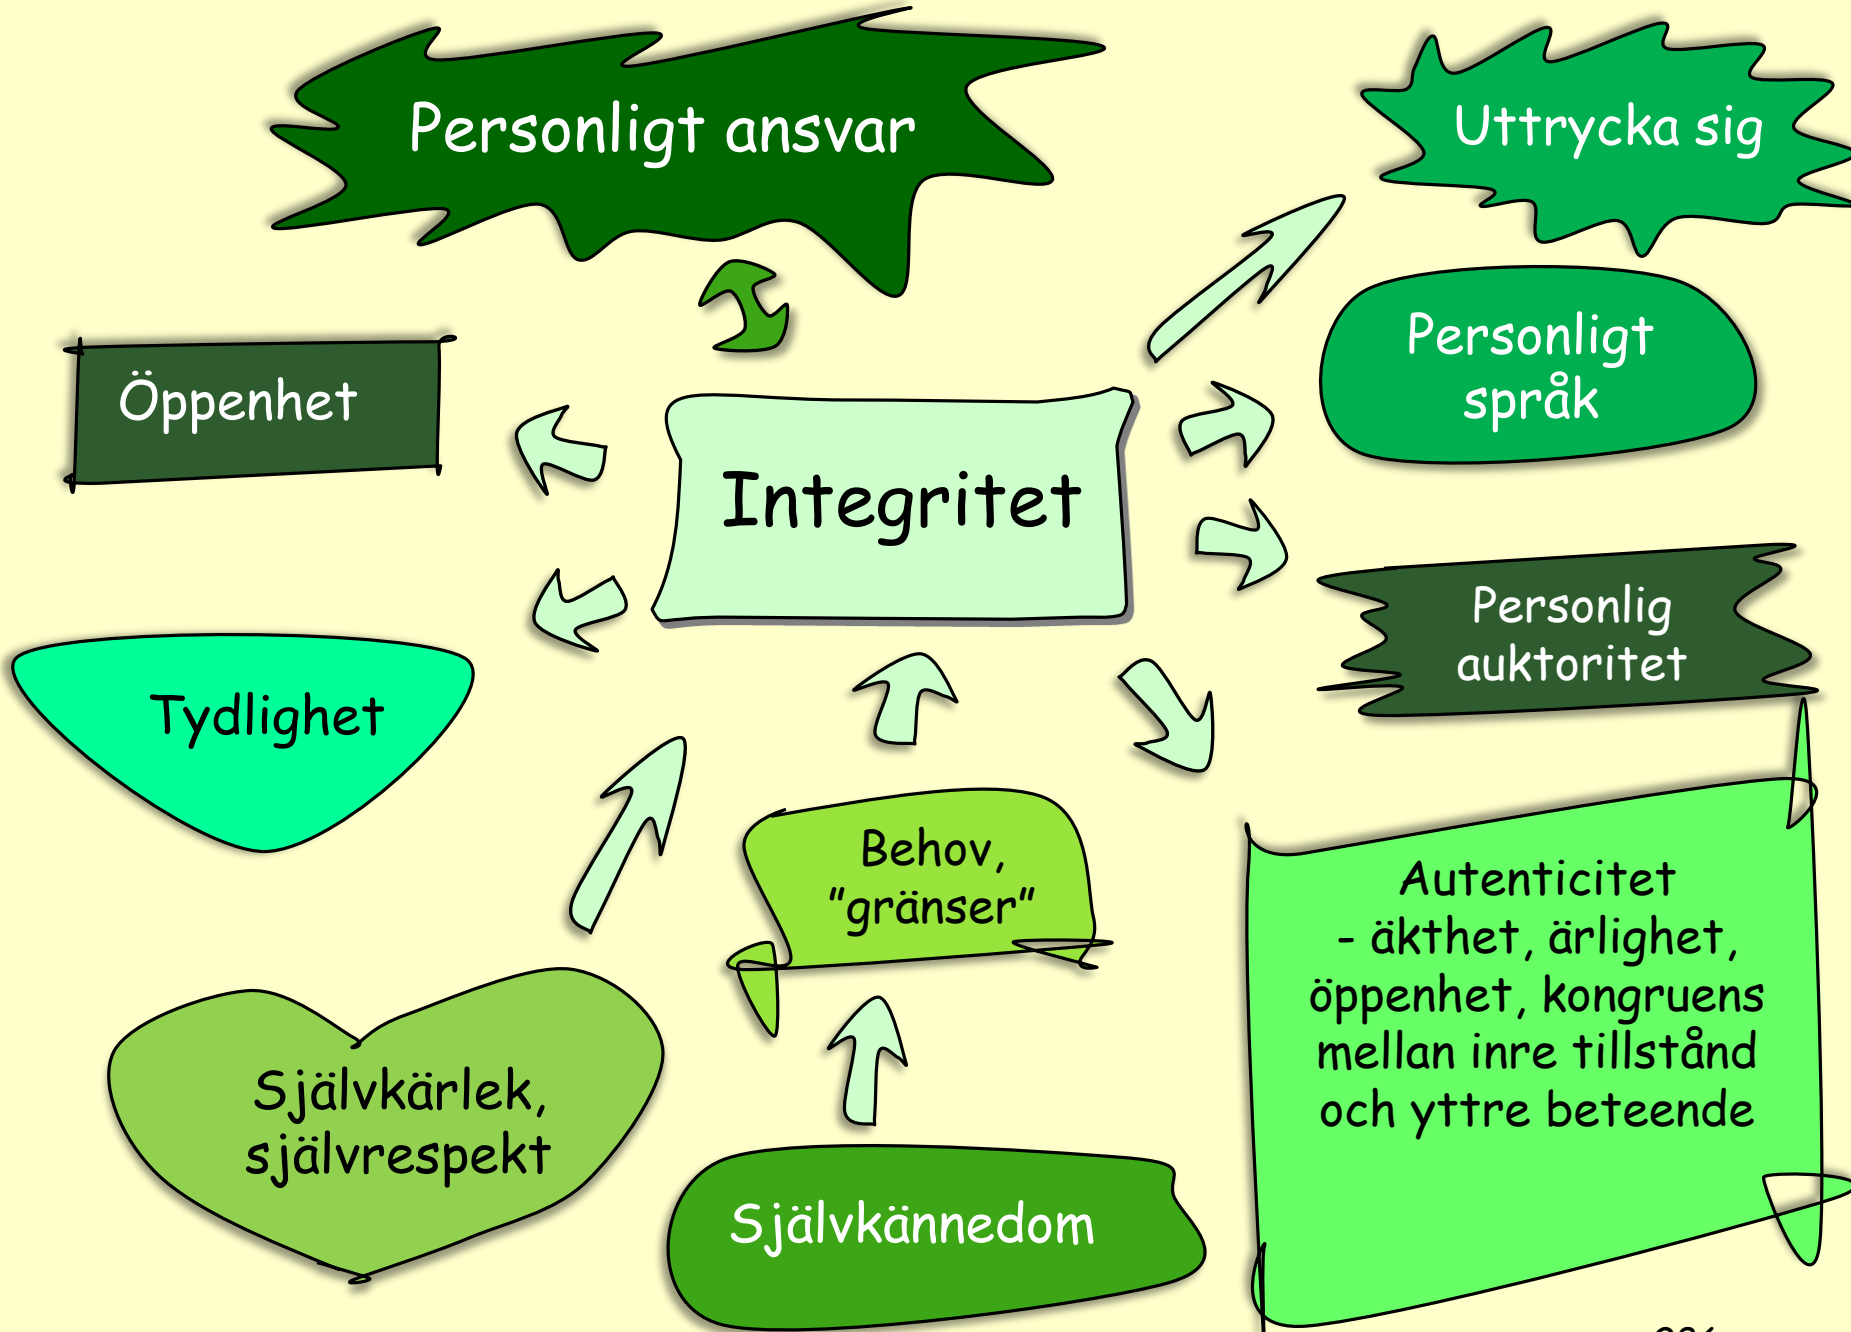 Personligt ansvar
Uttrycka sig
Personligt
språk
Öppenhet
Integritet
Personlig
auktoritet
Tydlighet
Behov,
”gränser”
Autenticitet
- äkthet, ärlighet,
öppenhet, kongruens
mellan inre tillstånd
och yttre beteende
Självkärlek,
självrespekt
Självkännedom